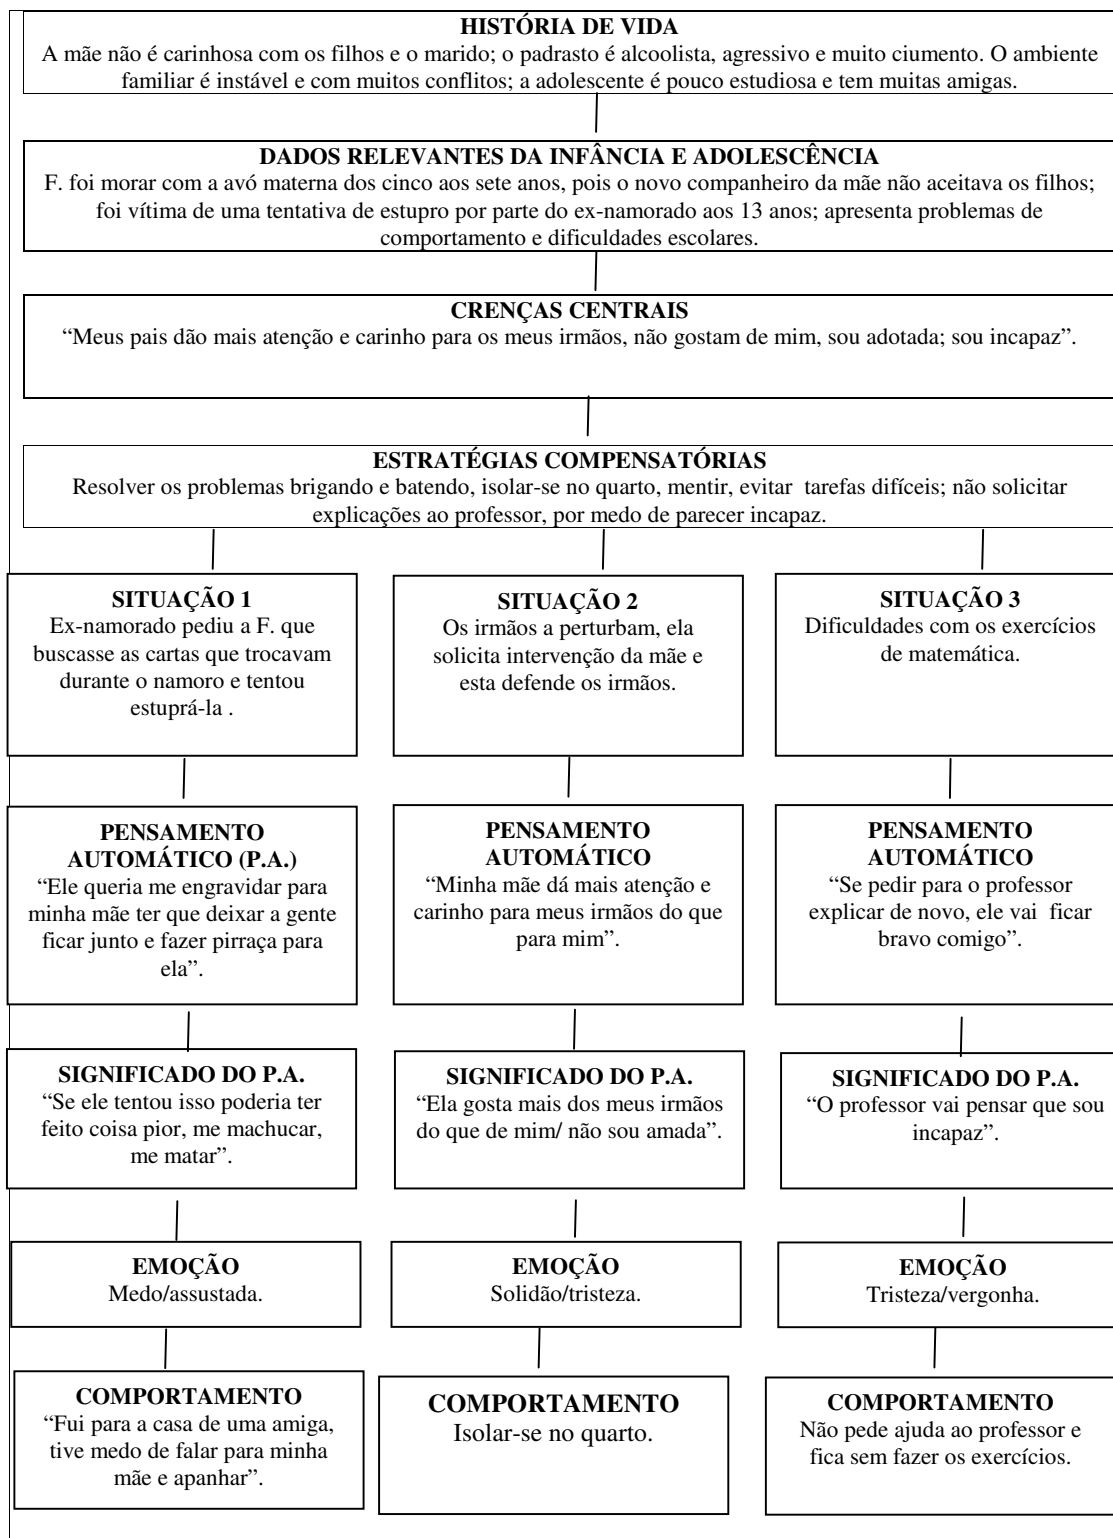 HISTÓRIA DE VIDA
A mãe não é carinhosa com os filhos e o marido; o padrasto é alcoolista, agressivo e muito ciumento. O ambiente
familiar é instável e com muitos conflitos; a adolescente é pouco estudiosa e tem muitas amigas.
DADOS RELEVANTES DA INFÂNCIA E ADOLESCÊNCIA
F. foi morar com a avó materna dos cinco aos sete anos, pois o novo companheiro da mãe não aceitava os filhos;
foi vítima de uma tentativa de estupro por parte do ex-namorado aos 13 anos; apresenta problemas de
comportamento e dificuldades escolares.
CRENÇAS CENTRAIS
“Meus pais dão mais atenção e carinho para os meus irmãos, não gostam de mim, sou adotada; sou incapaz”.
ESTRATÉGIAS COMPENSATÓRIAS
Resolver os problemas brigando e batendo, isolar-se no quarto, mentir, evitar tarefas difíceis; não solicitar
explicações ao professor, por medo de parecer incapaz.
SITUAÇÃO 1
Ex-namorado pediu a F. que
buscasse as cartas que trocavam
durante o namoro e tentou
estuprá-la .
SITUAÇÃO 2
Os irmãos a perturbam, ela
solicita intervenção da mãe e
esta defende os irmãos.
SITUAÇÃO 3
Dificuldades com os exercícios
de matemática.
PENSAMENTO
AUTOMÁTICO (P.A.)
“Ele queria me engravidar para
minha mãe ter que deixar a gente
ficar junto e fazer pirraça para
ela”.
PENSAMENTO
AUTOMÁTICO
“Minha mãe dá mais atenção e
carinho para meus irmãos do que
para mim”.
PENSAMENTO
AUTOMÁTICO
“Se pedir para o professor
explicar de novo, ele vai ficar
bravo comigo”.
SIGNIFICADO DO P.A.
“Se ele tentou isso poderia ter
feito coisa pior, me machucar,
me matar”.
SIGNIFICADO DO P.A.
“Ela gosta mais dos meus irmãos
do que de mim/ não sou amada”.
SIGNIFICADO DO P.A.
“O professor vai pensar que sou
incapaz”.
EMOÇÃO
Medo/assustada.
EMOÇÃO
Solidão/tristeza.
EMOÇÃO
Tristeza/vergonha.
COMPORTAMENTO
“Fui para a casa de uma amiga,
tive medo de falar para minha
mãe e apanhar”.
COMPORTAMENTO
Isolar-se no quarto.
COMPORTAMENTO
Não pede ajuda ao professor e
fica sem fazer os exercícios.